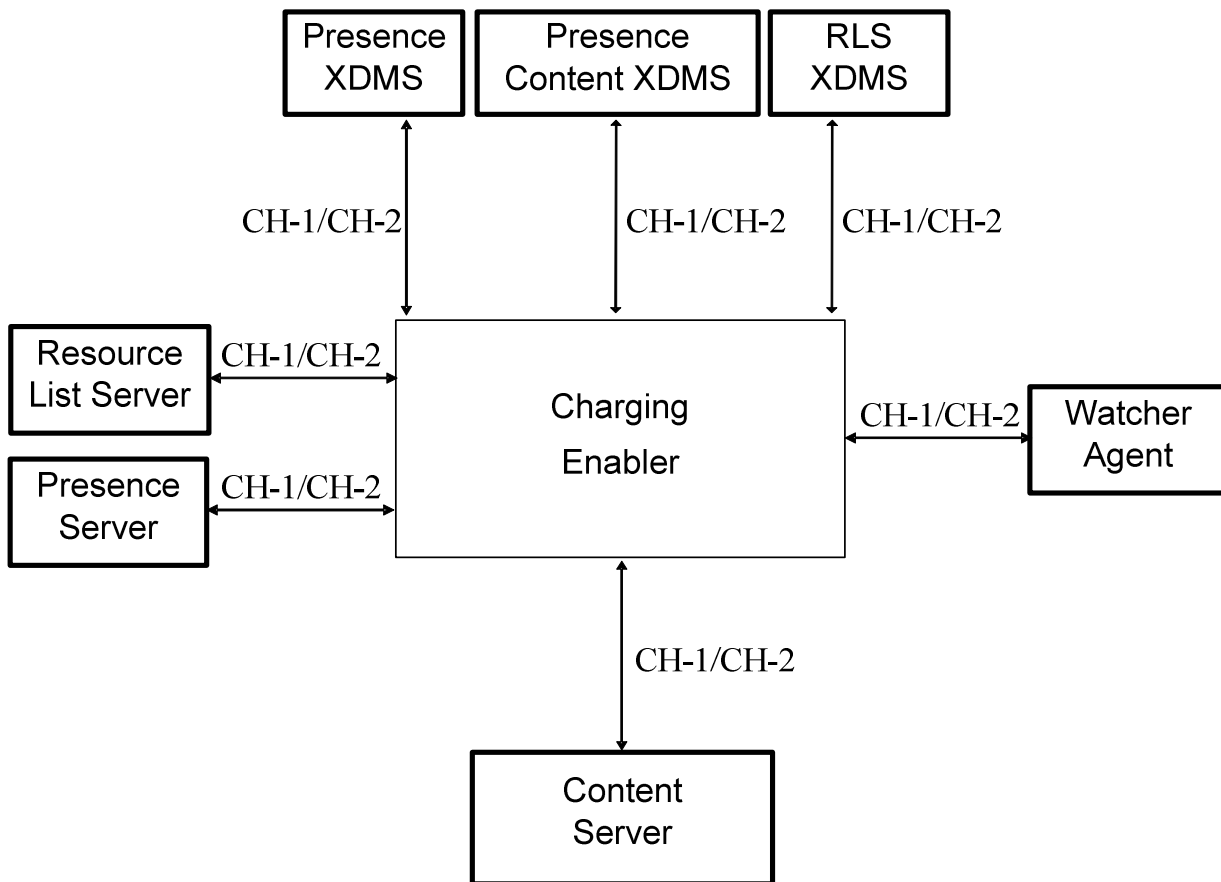 Presence
XDMS
Presence
Content XDMS
RLS
XDMS
CH-1/CH-2
CH-1/CH-2
CH-1/CH-2
Resource
List Server
CH-1/CH-2
Charging
Enabler
CH-1/CH-2
Watcher
Agent
Presence
Server
CH-1/CH-2
CH-1/CH-2
Content
Server